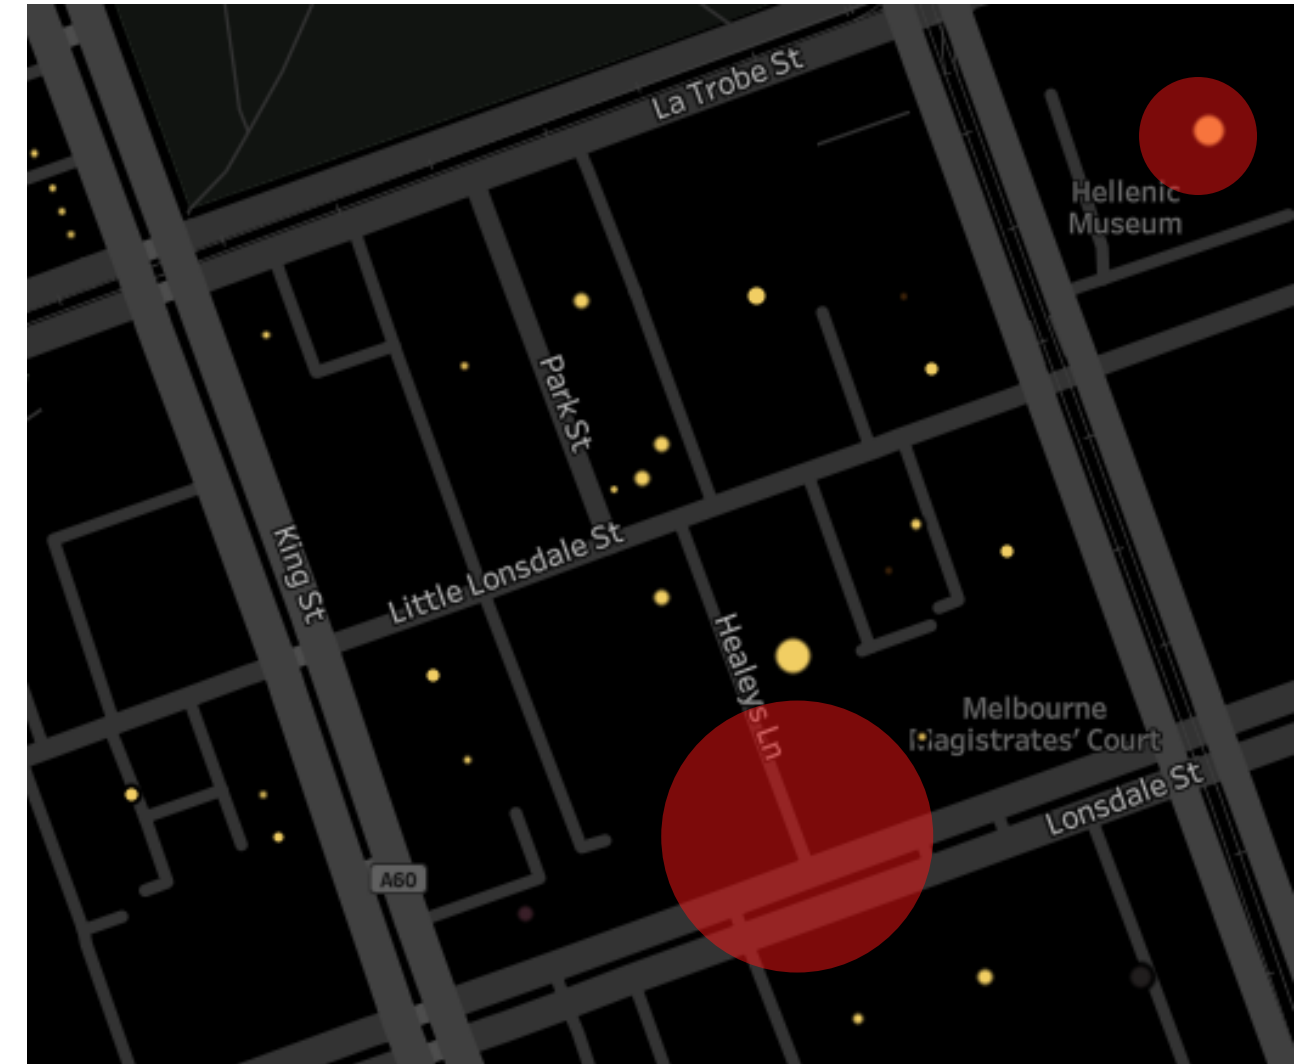 La Trobe St
Hellenic
Museum
Park St
King St
Little Lonsdale St
Healeys Ln
Melbourne
Magistrates' Court
Lonsdale St
A60